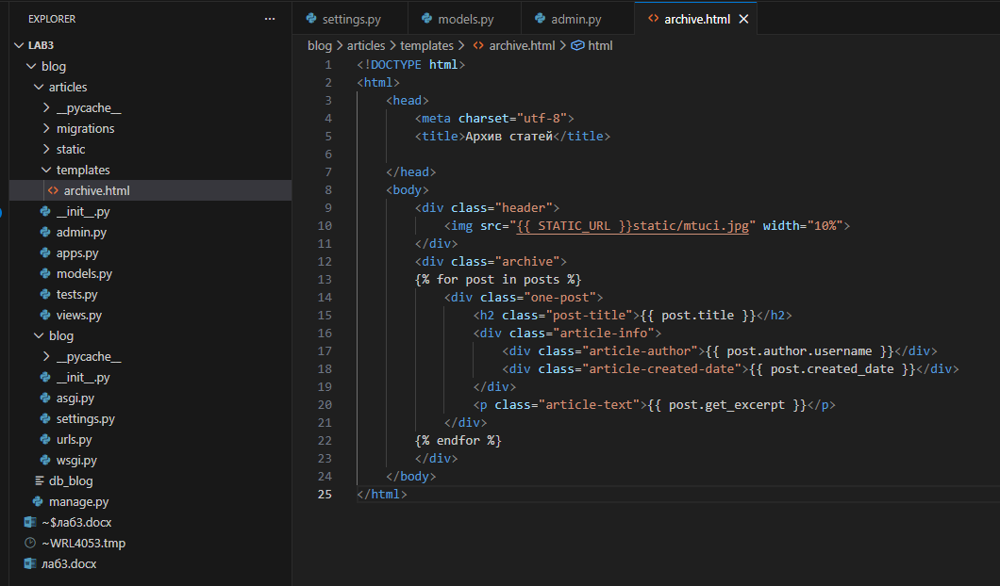 EXPLORER ...
LAB3
blog
articles
__pycache__
migrations
static
templates
archive.html
__init__.py
admin.py
apps.py
models.py
tests.py
views.py
blog
__pycache__
__init__.py
asgi.py
settings.py
urls.py
wsgi.py
db_blog
manage.py
~$лаб3.docx
~WRL4053.tmp
лаб3.docx
settings.py models.py admin.py archive.html
blog > articles > templates > archive.html > html
1 <!DOCTYPE html>
2 <html>
3 <head>
4 <meta charset="utf-8">
5 <title>Архив статей</title>
6
7 </head>
8 <body>
9 <div class="header">
10 <img src="{{ STATIC_URL }}static/mtuci.jpg" width="10%">
11 </div>
12 <div class="archive">
13 {% for post in posts %}
14 <div class="one-post">
15 <h2 class="post-title">{{ post.title }}</h2>
16 <div class="article-info">
17 <div class="article-author">{{ post.author.username }}</div>
18 <div class="article-created-date">{{ post.created_date }}</div>
19 </div>
20 <p class="article-text">{{ post.get_excerpt }}</p>
21 </div>
22 {% endfor %}
23 </div>
24 </body>
25 </html>